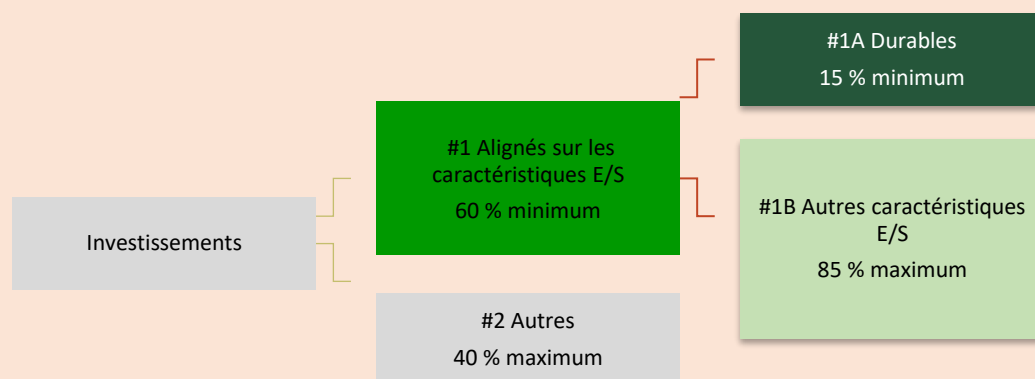 Investissements
#1 Alignés sur les
caractéristiques E/S
60 % minimum
#2 Autres
40 % maximum
#1A Durables
15 % minimum
#1B Autres caractéristiques
E/S
85 % maximum